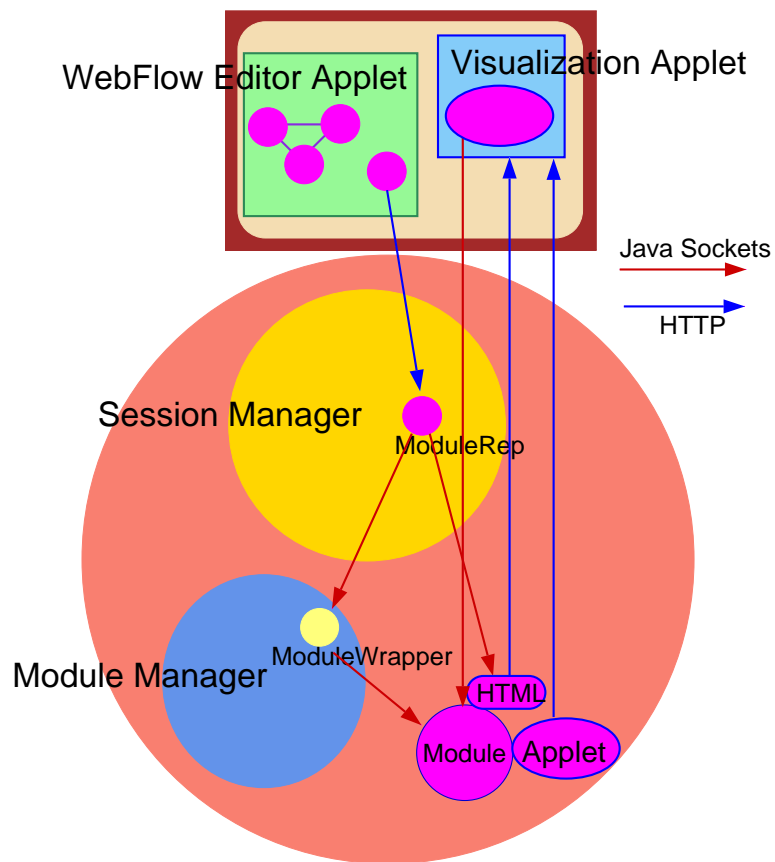 Visualization Applet
WebFlow Editor Applet
Java Sockets
HTTP
Session Manager
ModuleRep
ModuleWrapper
Module Manager
HTML
Module
Applet